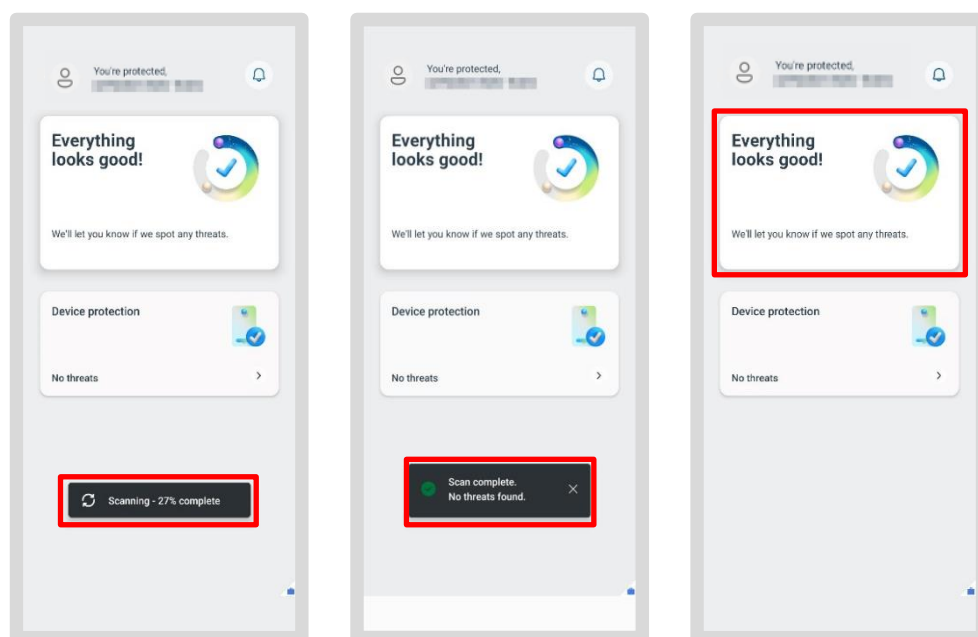 You're protected,
Everything
looks good!
We'll let you know if we spot any threats.
Device protection
No threats
Scanning - 27% complete
You're protected,
Everything
looks good!
We'll let you know if we spot any threats.
Device protection
No threats
Scan complete.
No threats found.
You're protected,
Everything
looks good!
We'll let you know if we spot any threats.
Device protection
No threats